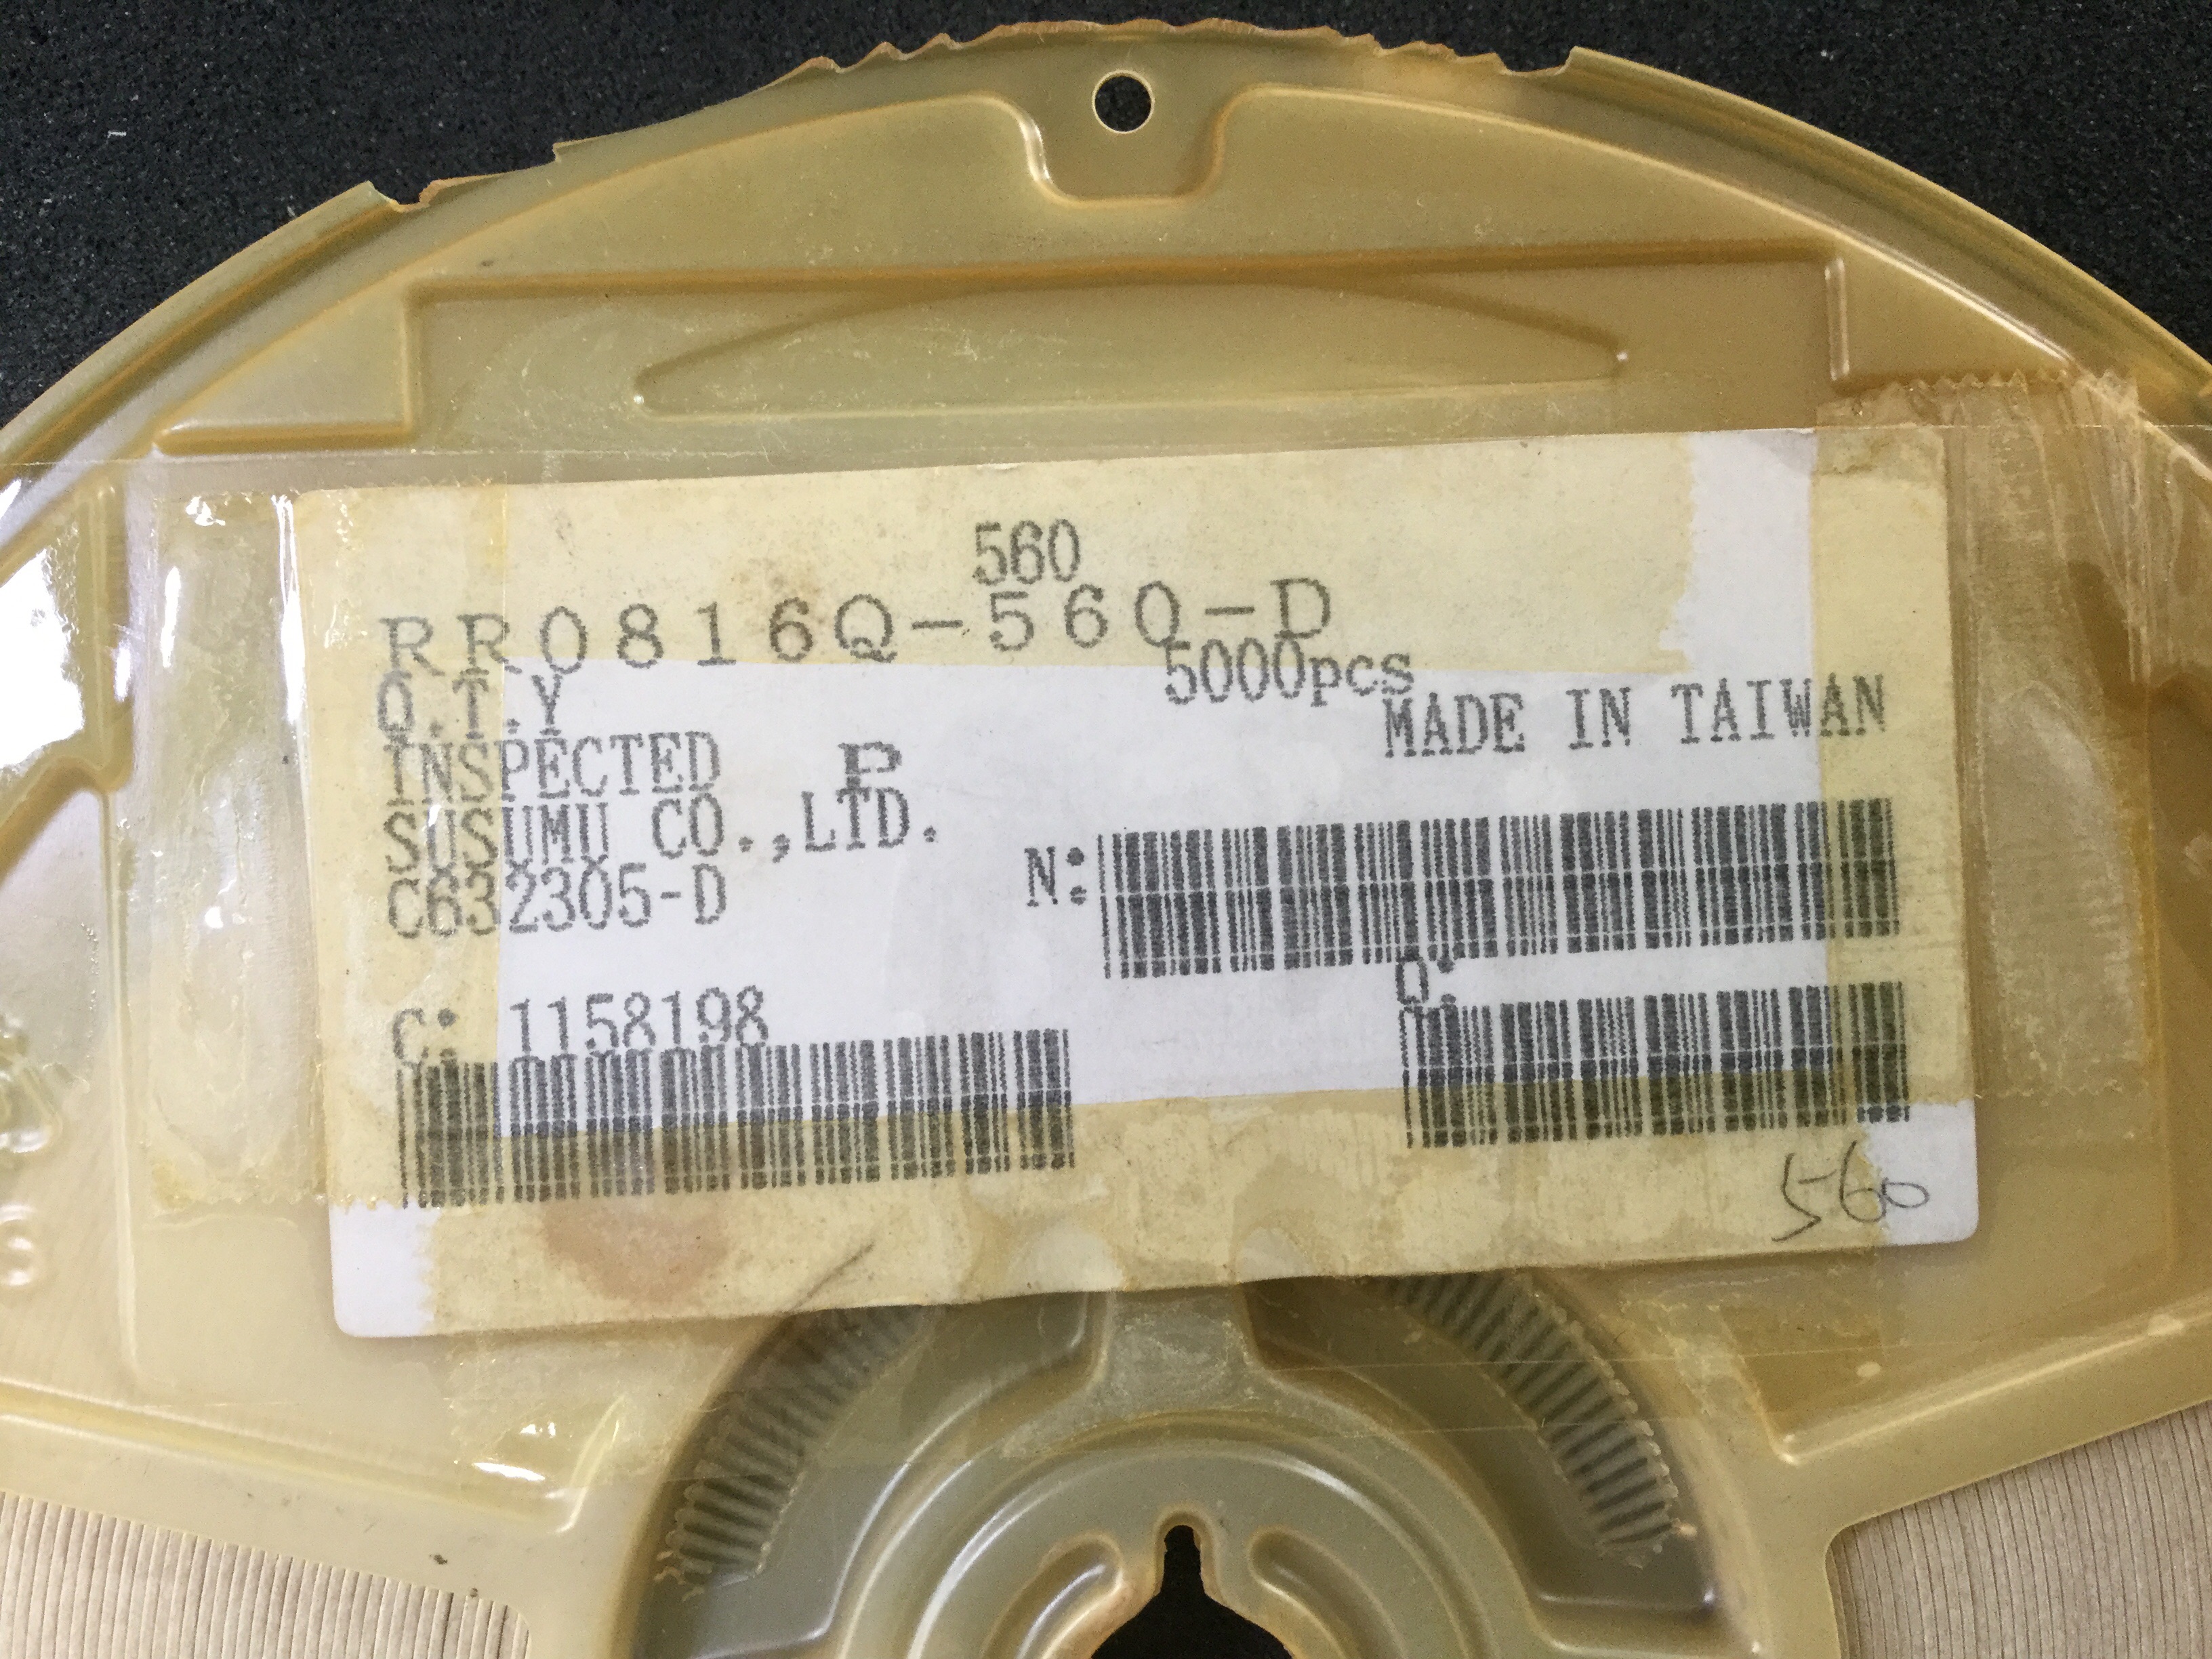 560
RR0816Q-560-D
Q.T.Y 5000pcs
INSPECTED P MADE IN TAIWAN
SUSUMU CO.,LTD.
C632305-D
N:
Q:
C: 1158198
560